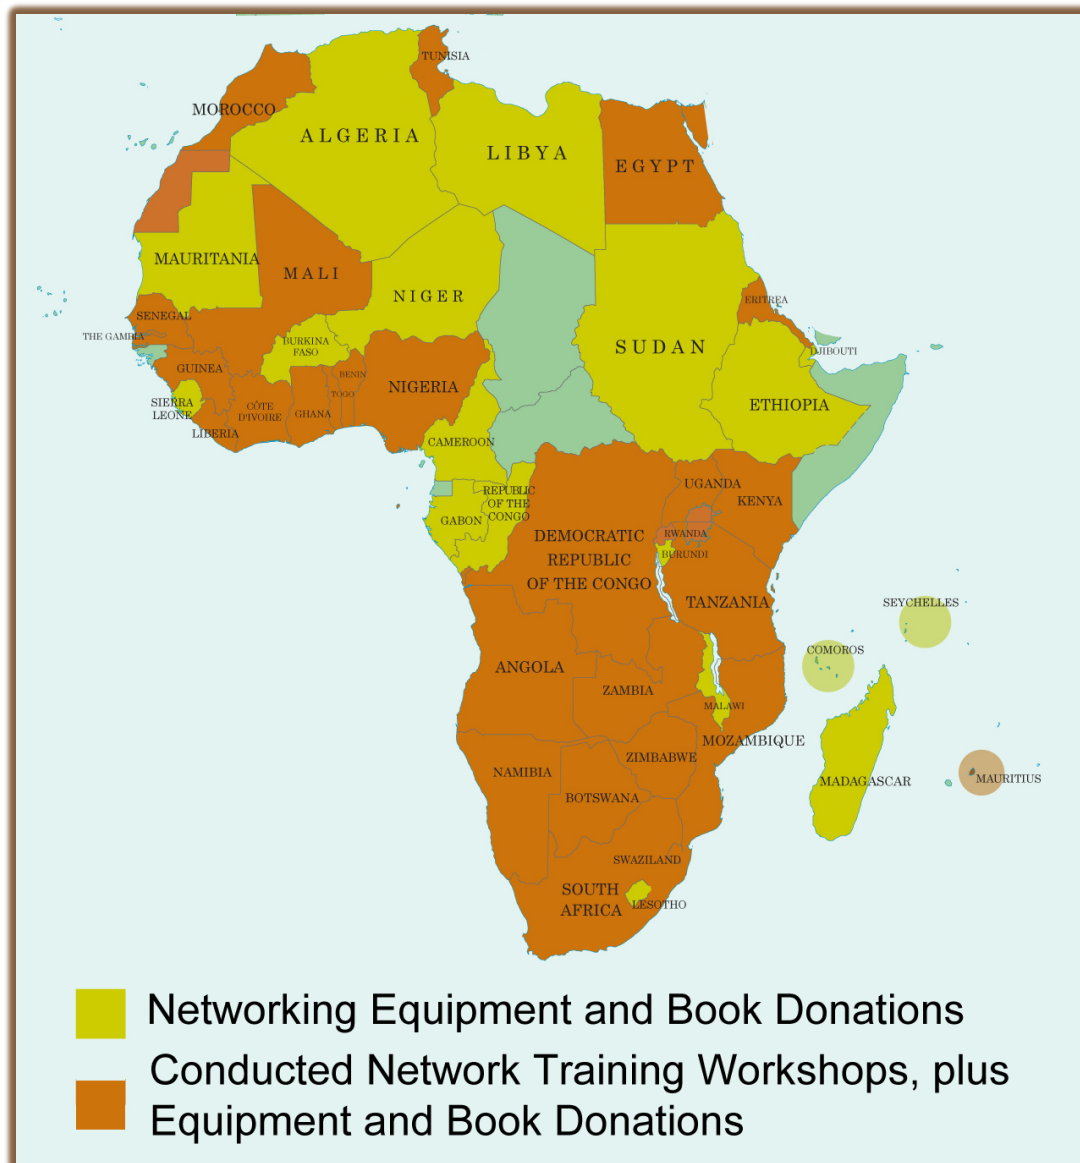 TUNISIA
MOROCCO
ALGERIA
LIBYA
EGYPT
MAURITANIA
MALI
NIGER
ERITREA
SENEGAL
THE GAMBIA
BURKINA
FASO
SUDAN
DJIBOUTI
GUINEA
BENIN
NIGERIA
TOGO
SIERRA
LEONE
CÔTE
D'IVOIRE
GHANA
ETHIOPIA
LIBERIA
CAMEROON
UGANDA
REPUBLIC
OF THE
CONGO
KENYA
GABON
DEMOCRATIC
REPUBLIC
OF THE CONGO
RWANDA
BURUNDI
TANZANIA
SEYCHELLES
COMOROS
ANGOLA
ZAMBIA
MALAWI
MOZAMBIQUE
ZIMBABWE
NAMIBIA
MADAGASCAR
MAURITIUS
BOTSWANA
SWAZILAND
SOUTH
AFRICA
LESOTHO
Networking Equipment and Book Donations
Conducted Network Training Workshops, plus
Equipment and Book Donations